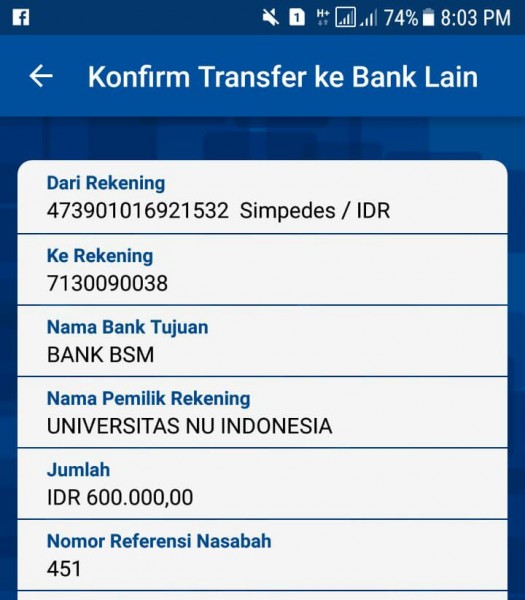 H+ 74% 8:03 PM
Konfirm Transfer ke Bank Lain
Dari Rekening
473901016921532 Simpedes / IDR
Ke Rekening
7130090038
Nama Bank Tujuan
BANK BSM
Nama Pemilik Rekening
UNIVERSITAS NU INDONESIA
Jumlah
IDR 600.000,00
Nomor Referensi Nasabah
451